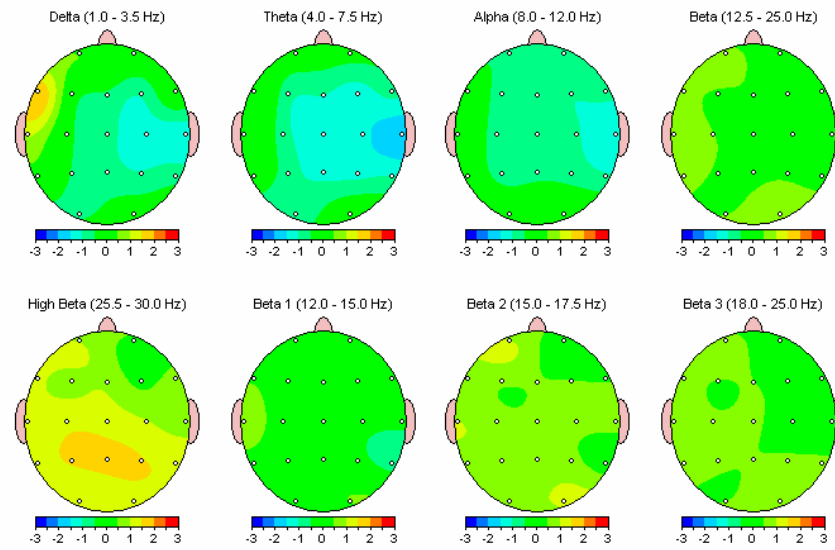 Delta (1.0 - 3.5 Hz) Theta (4.0 - 7.5 Hz) Alpha (8.0 - 12.0 Hz) Beta (12.5 - 25.0 Hz)
-3 -2 -1 0 1 2 3 -3 -2 -1 0 1 2 3 -3 -2 -1 0 1 2 3 -3 -2 -1 0 1 2 3
High Beta (25.5 - 30.0 Hz) Beta 1 (12.0 - 15.0 Hz) Beta 2 (15.0 - 17.5 Hz) Beta 3 (18.0 - 25.0 Hz)
-3 -2 -1 0 1 2 3 -3 -2 -1 0 1 2 3 -3 -2 -1 0 1 2 3 -3 -2 -1 0 1 2 3